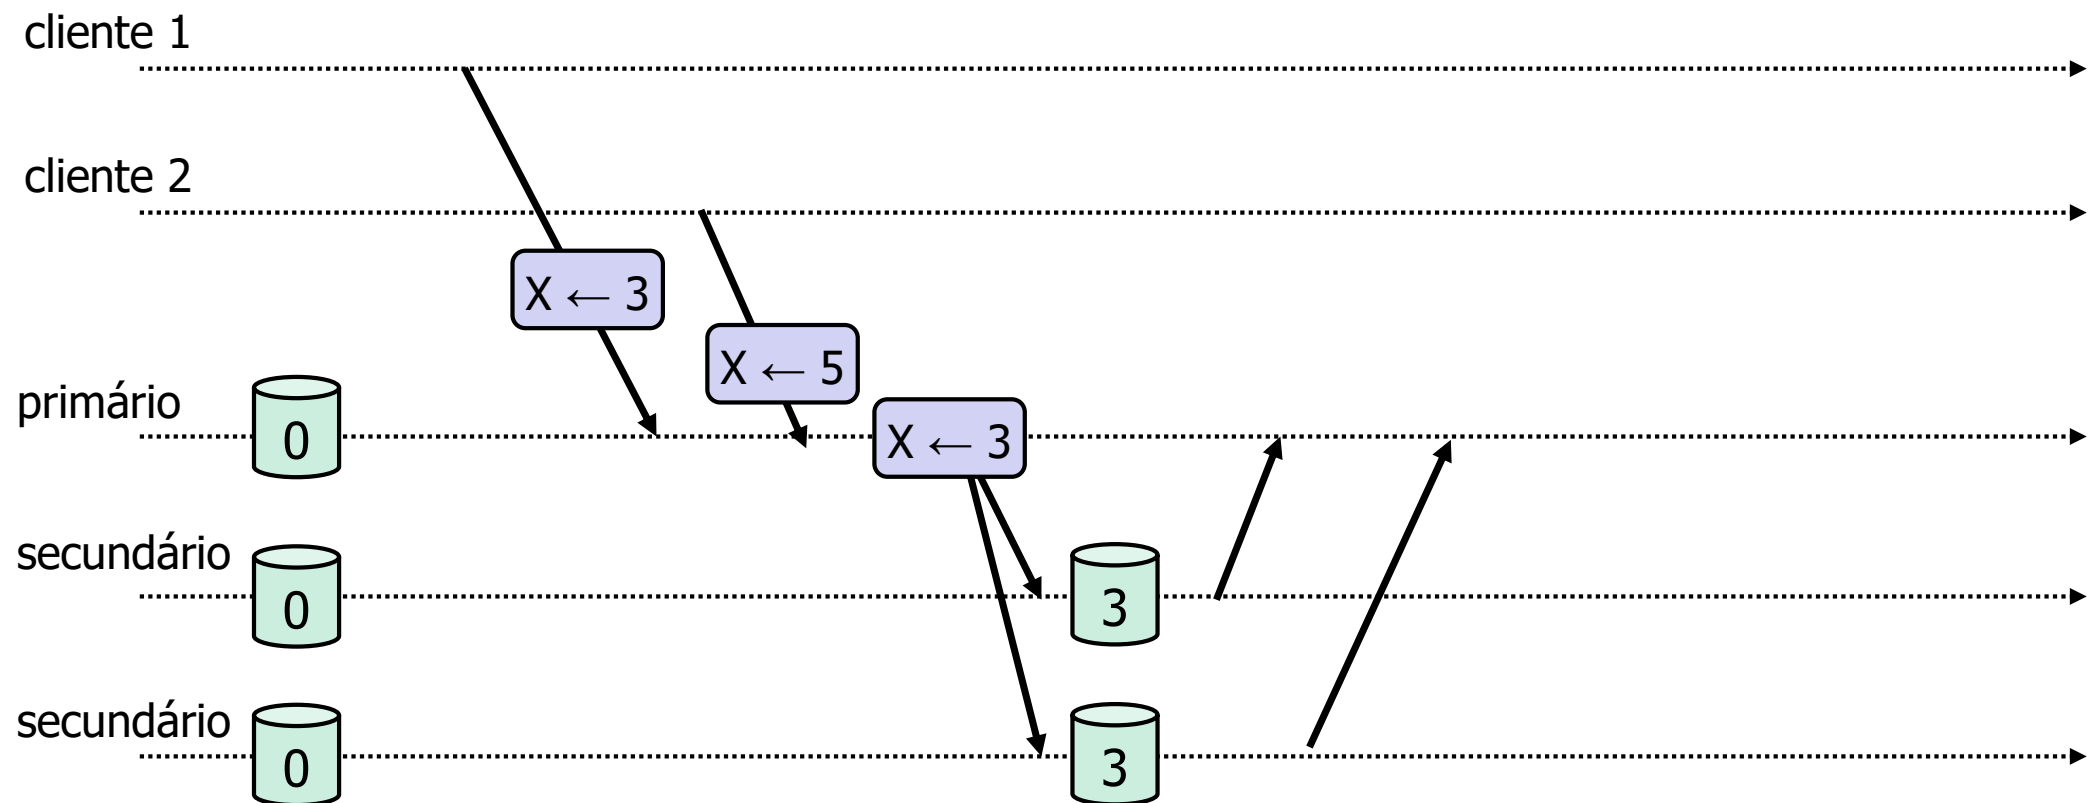 cliente 1
cliente 2
X ← 3
X ← 5
primário
0
X ← 3
secundário
0
3
secundário
0
3